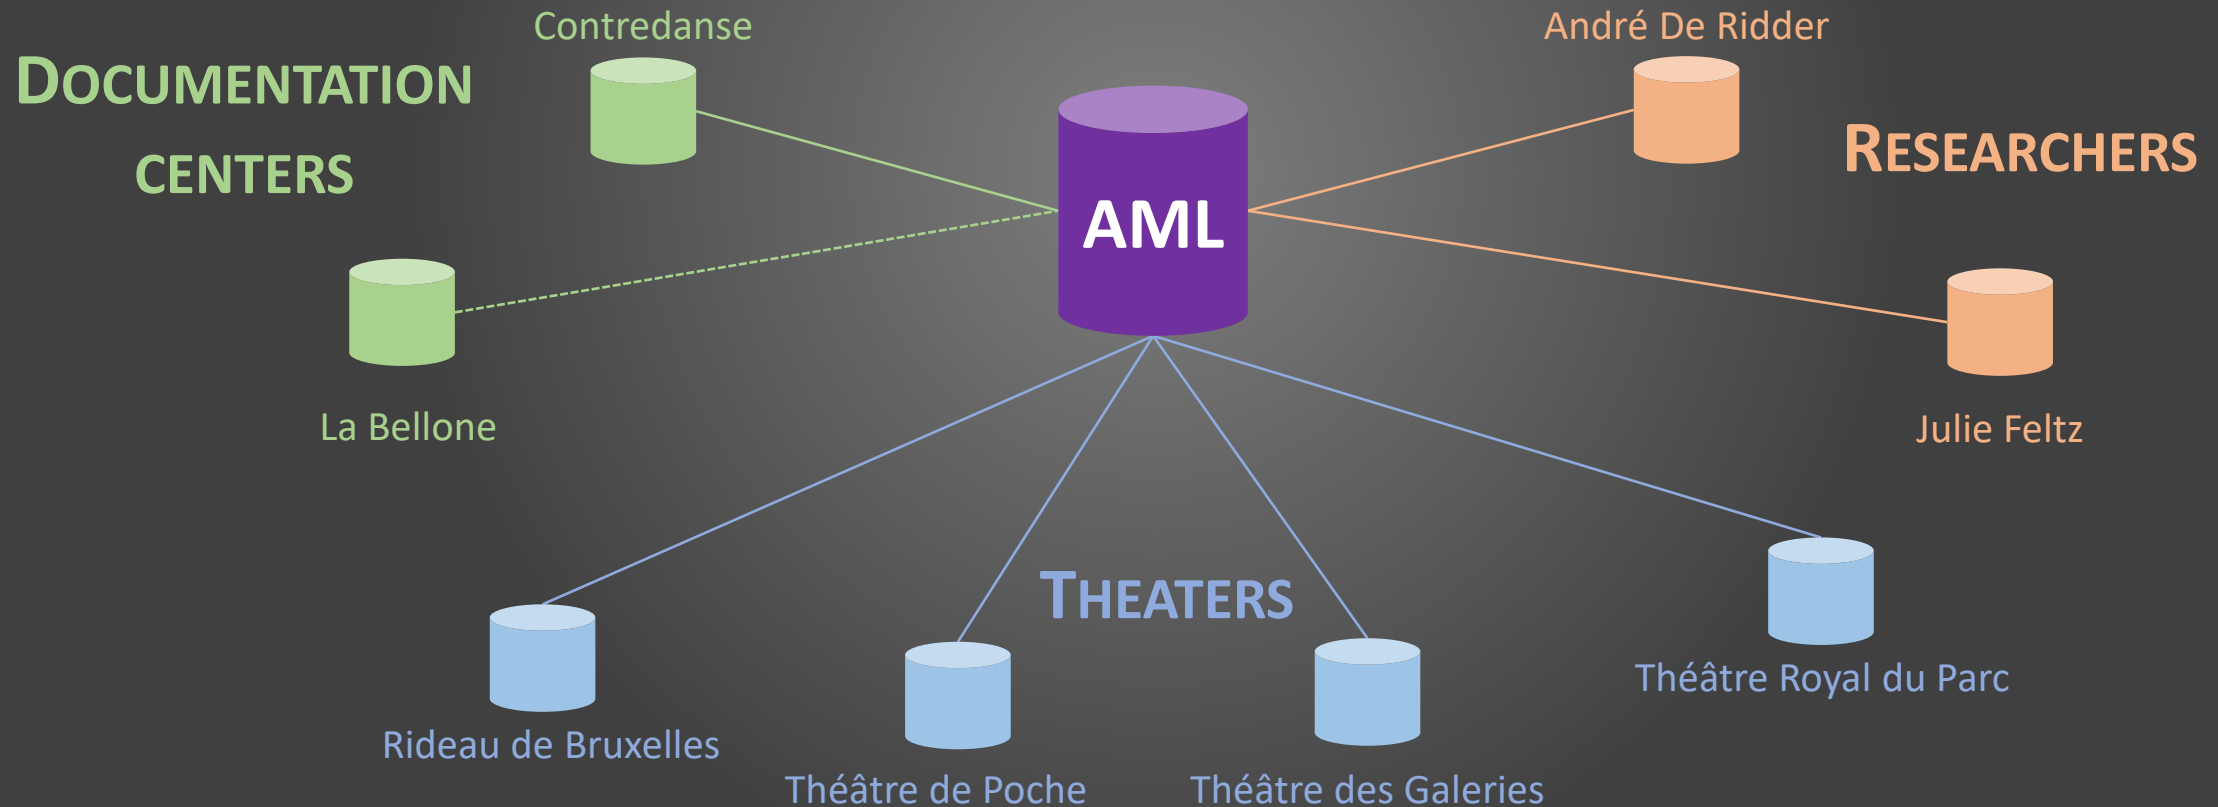 Contredanse
André De Ridder
DOCUMENTATION
CENTERS
RESEARCHERS
AML
La Bellone
Julie Feltz
THEATERS
Théâtre Royal du Parc
Rideau de Bruxelles
Théâtre de Poche
Théâtre des Galeries